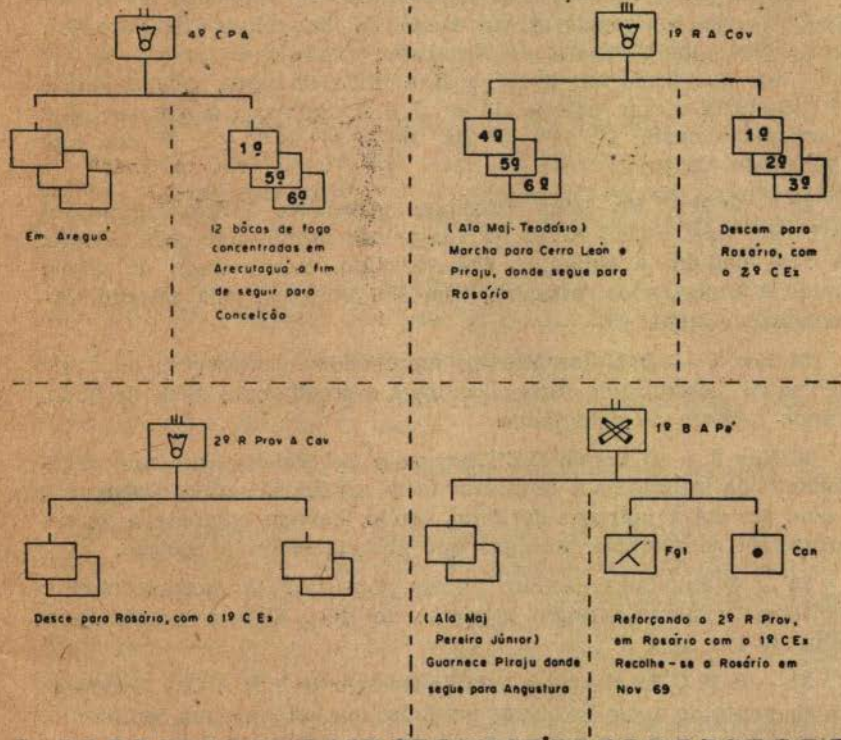 4º CPA
1º
5º
6º
Em Areguá
12 bôcas de fogo
concentradas em
Arecutaguá a fim
de seguir para
Conceição
1º R A Cav
4º
5º
6º
1º
2º
3º
( Ala Maj. Teodósio )
Marcha para Cerro León e
Piraju, donde segue para
Rosário
Descem para
Rosário, com
o 2º C Ex
2º R Prov A Cav
Desce para Rosário, com o 1º C Ex
1º B A Pé
Fgt
Can
( Ala Maj
Pereira Júnior )
Guarnece Piraju donde
segue para Angustura
Reforçando o 2º R Prov,
em Rosário com o 1º C Ex
Recolhe-se a Rosário em
Nov 69